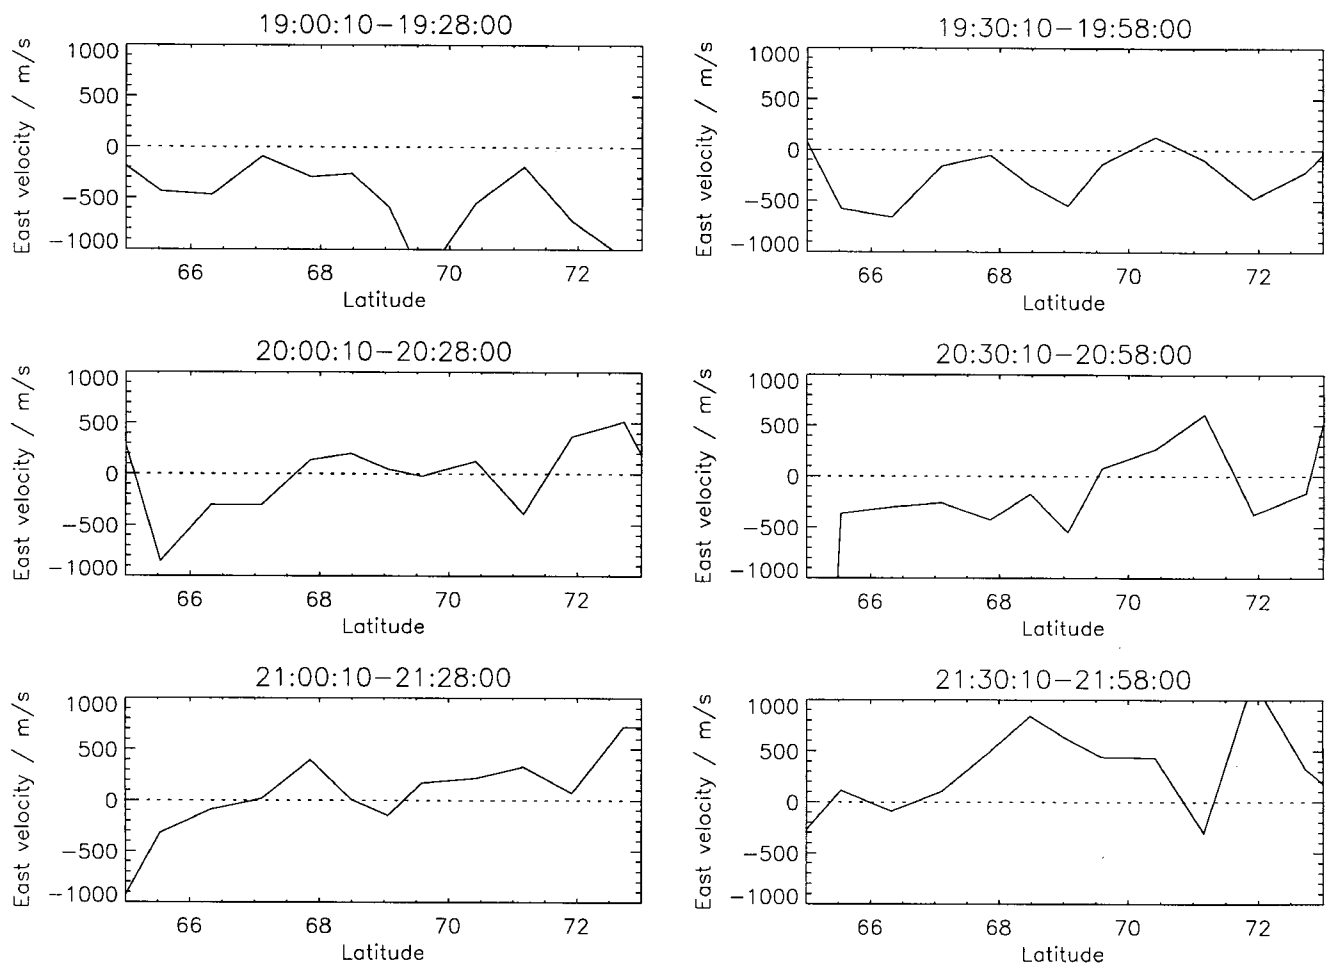 19:00:10-19:28:00
East velocity / m/s
1000
500
0
-500
-1000
66 68 70 72
Latitude
19:30:10-19:58:00
East velocity / m/s
1000
500
0
-500
-1000
66 68 70 72
Latitude
20:00:10-20:28:00
East velocity / m/s
1000
500
0
-500
-1000
66 68 70 72
Latitude
20:30:10-20:58:00
East velocity / m/s
1000
500
0
-500
-1000
66 68 70 72
Latitude
21:00:10-21:28:00
East velocity / m/s
1000
500
0
-500
-1000
66 68 70 72
Latitude
21:30:10-21:58:00
East velocity / m/s
1000
500
0
-500
-1000
66 68 70 72
Latitude